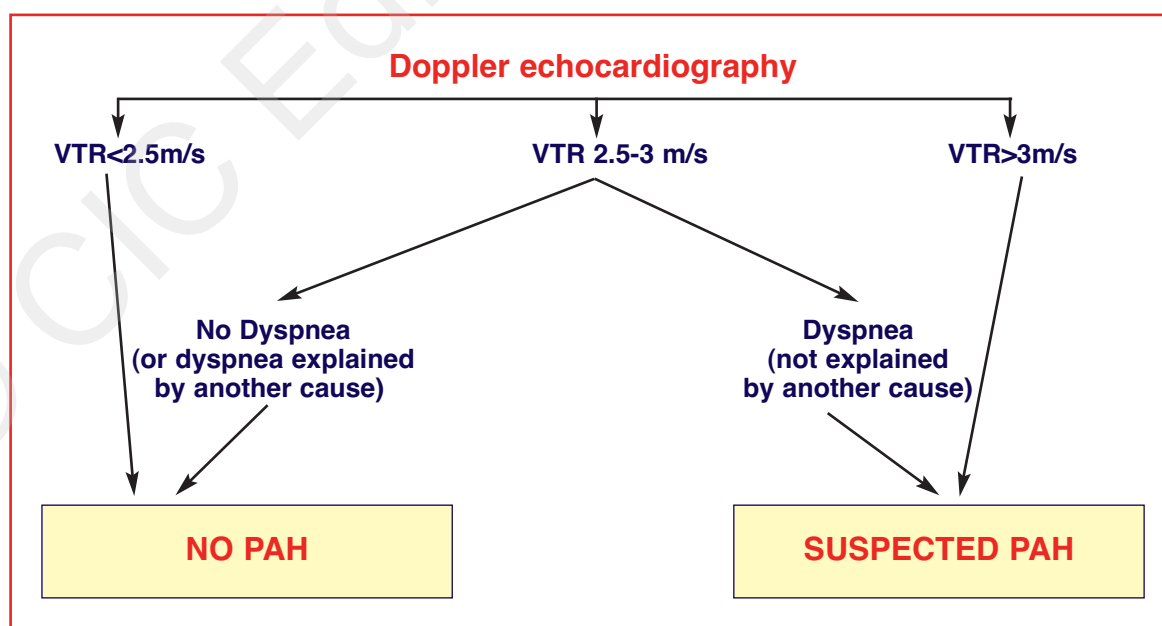 Doppler echocardiography
VTR<2.5m/s
VTR 2.5-3 m/s
VTR>3m/s
No Dyspnea
(or dyspnea explained
by another cause)
Dyspnea
(not explained
by another cause)
NO PAH
SUSPECTED PAH
CIC